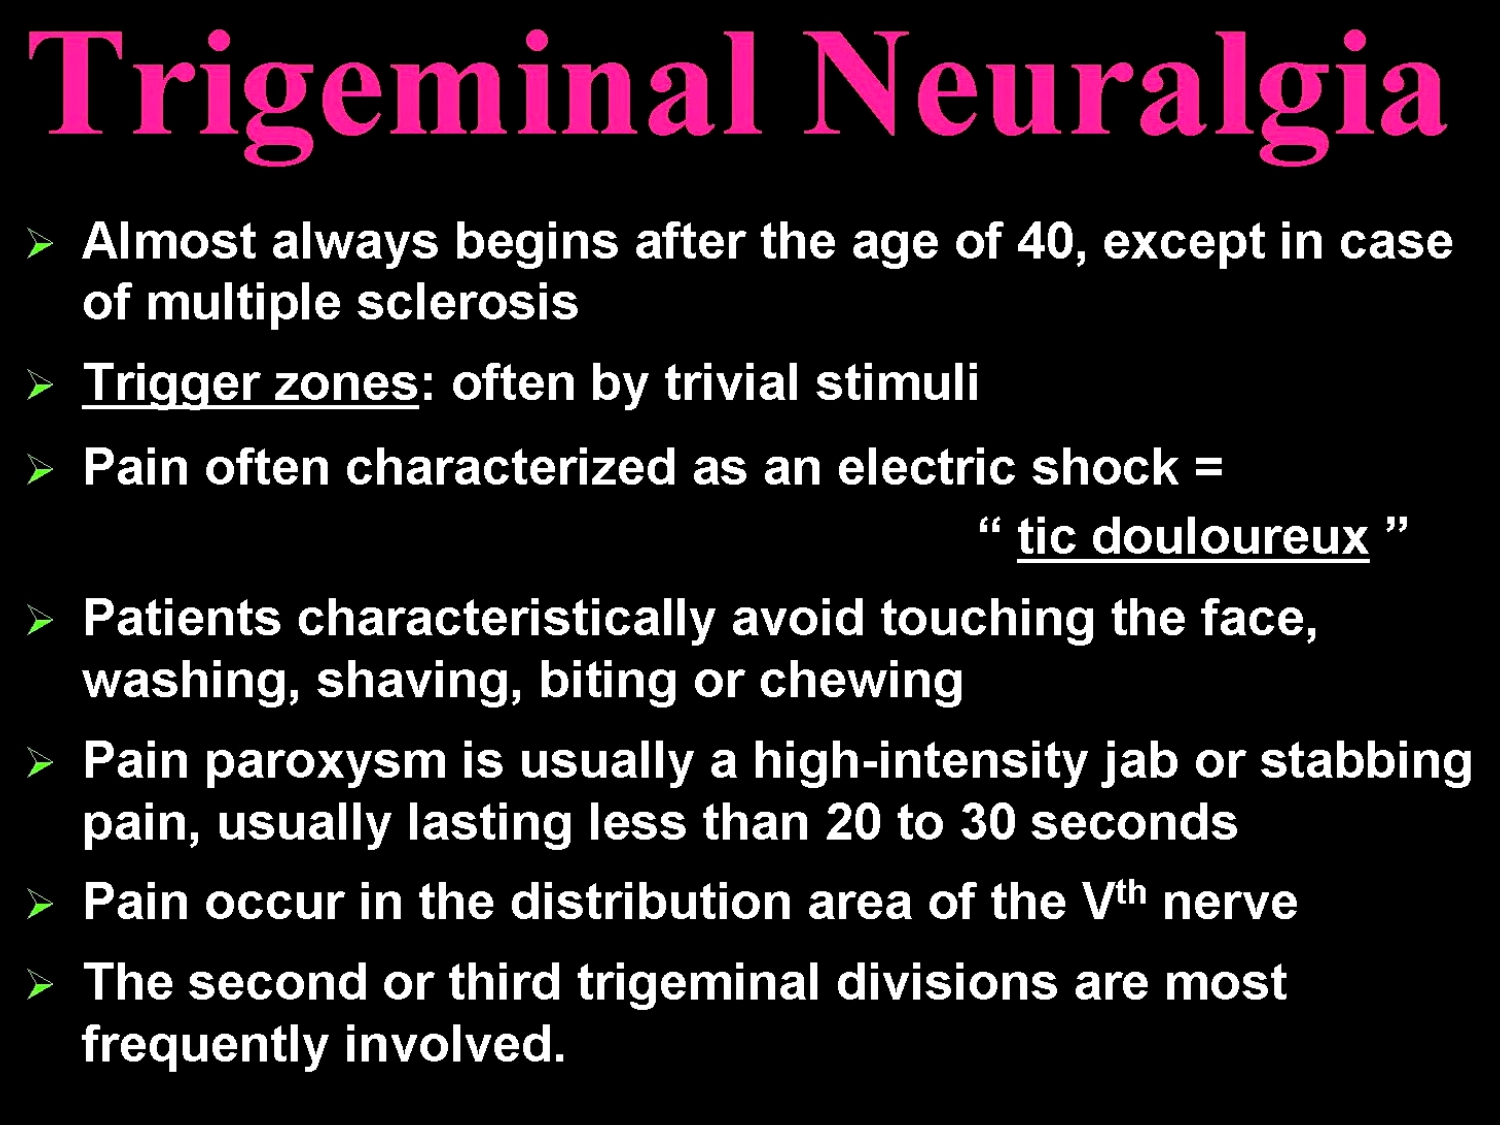 Trigeminal Neuralgia
Almost always begins after the age of 40, except in case
of multiple sclerosis
Trigger zones: often by trivial stimuli
Pain often characterized as an electric shock =
“ tic douloureux ”
Patients characteristically avoid touching the face,
washing, shaving, biting or chewing
Pain paroxysm is usually a high-intensity jab or stabbing
pain, usually lasting less than 20 to 30 seconds
Pain occur in the distribution area of the Vth nerve
The second or third trigeminal divisions are most
frequently involved.